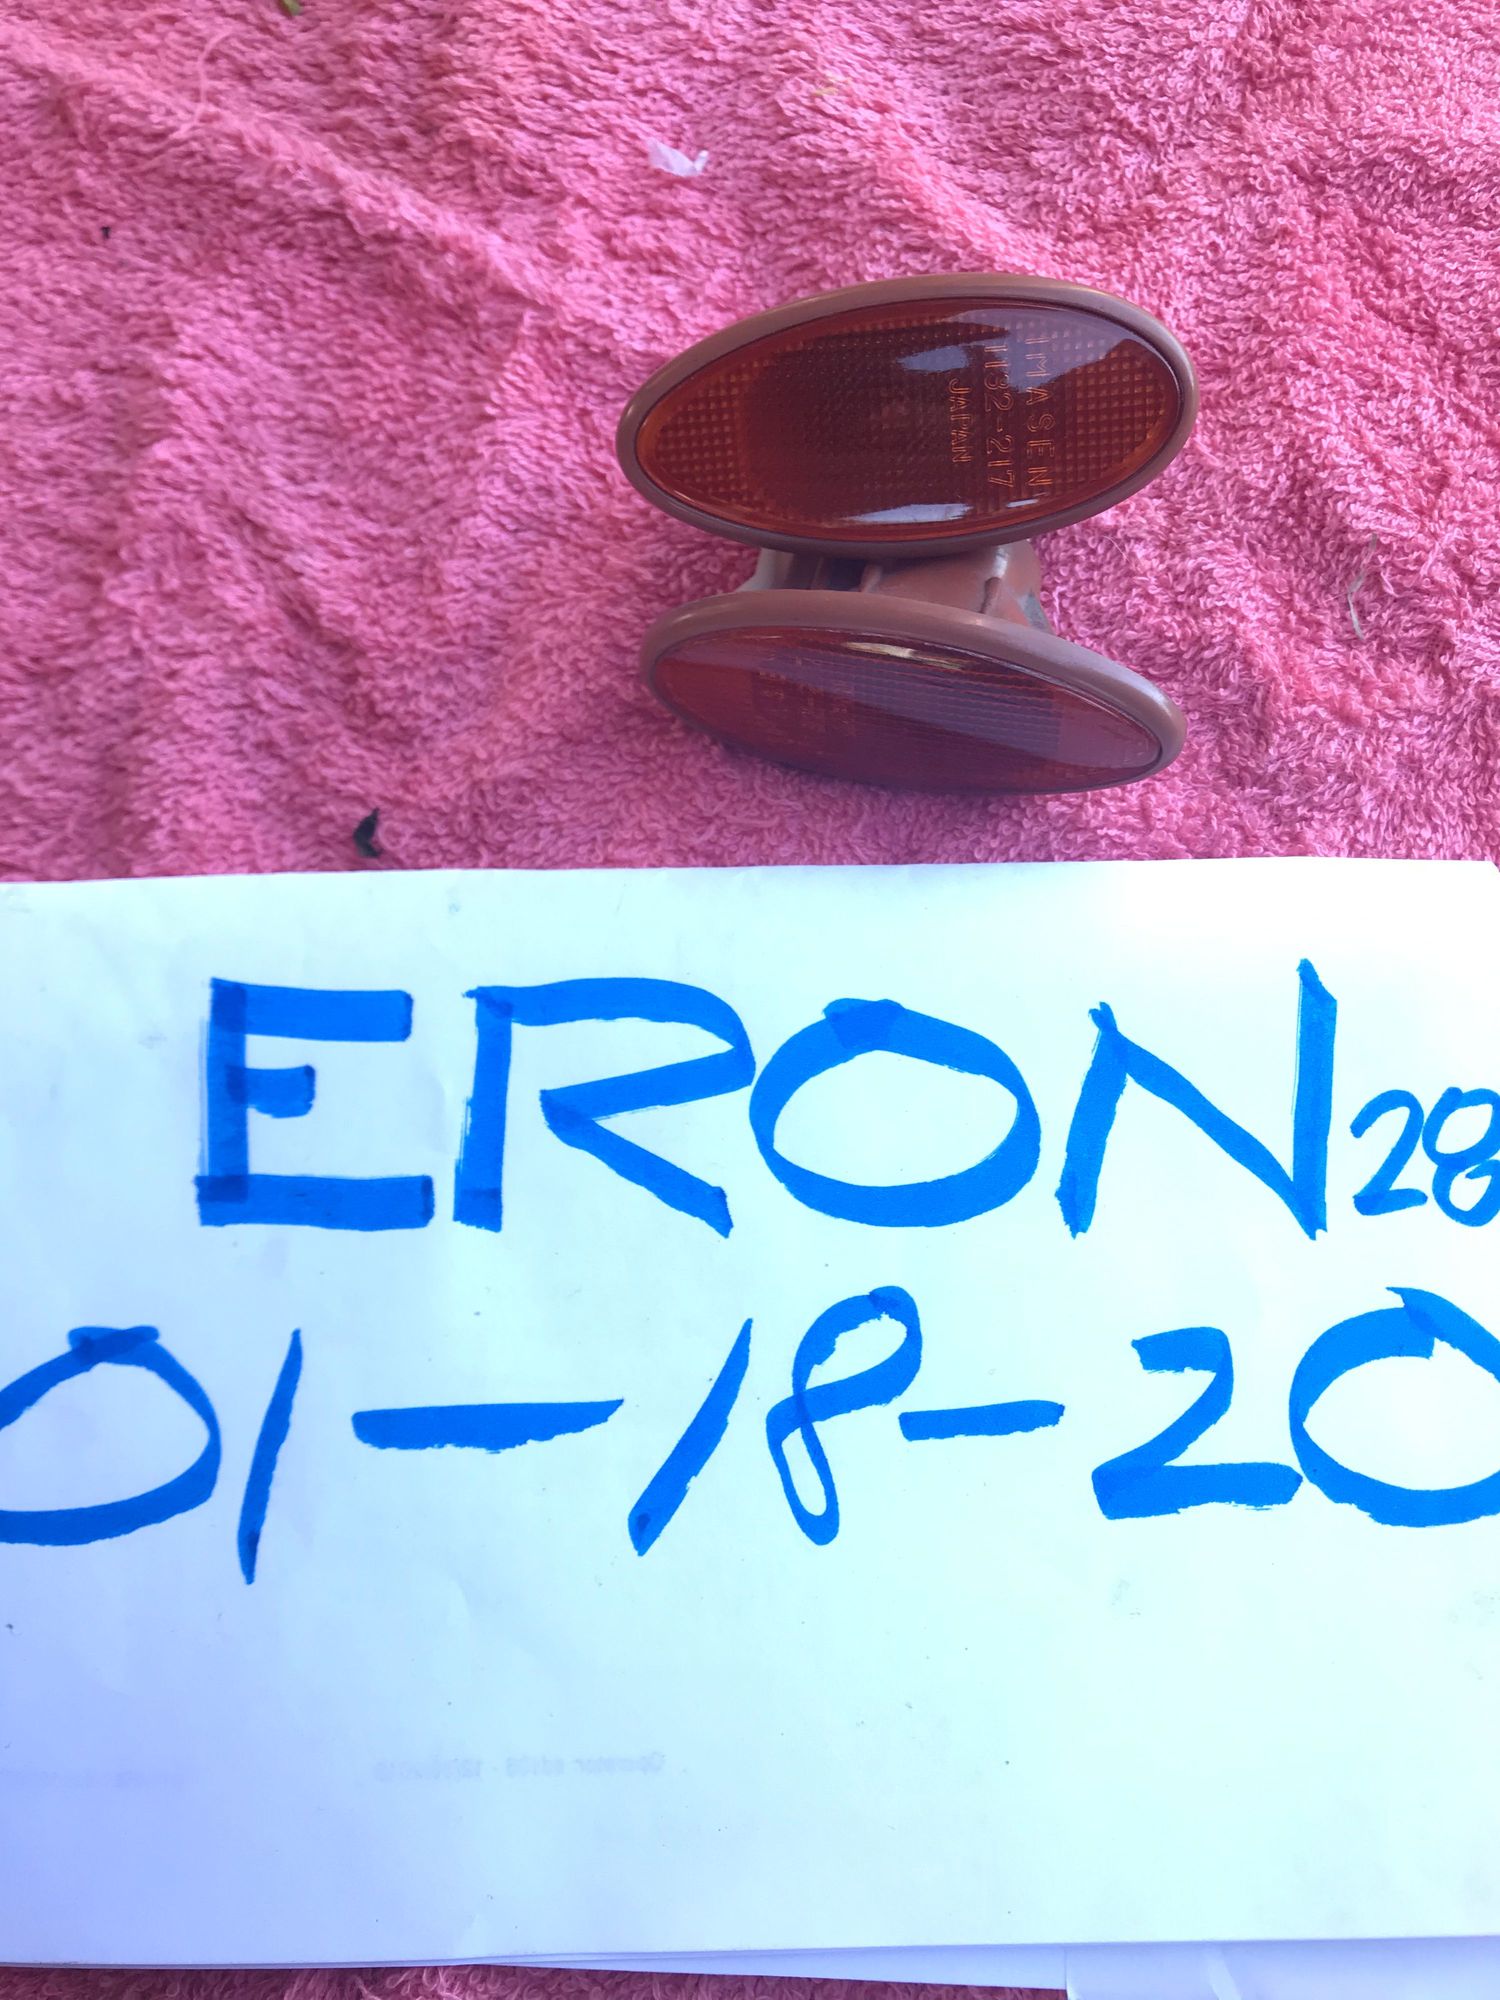 IMASEN
1132-217
JAPAN
ERON28
01-18-20